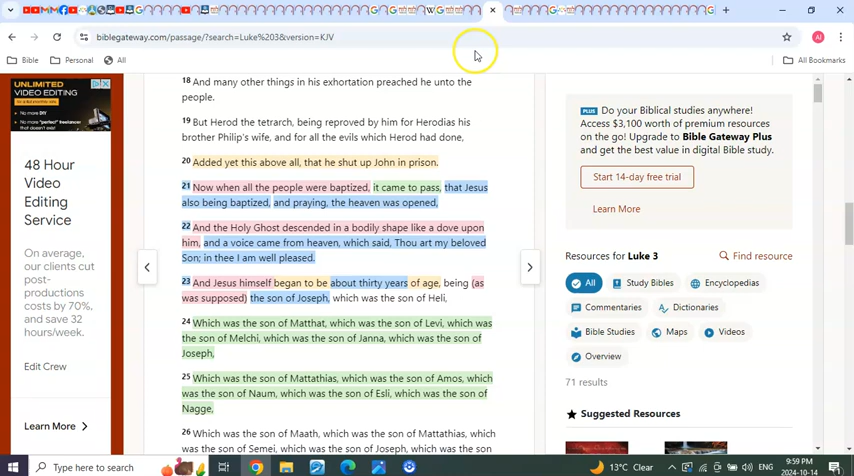 biblegateway.com/passage/?search=Luke%203&version=KJV
AI
Bible
Personal
All
All Bookmarks
UNLIMITED
VIDEO EDITING
No more DIY
48 Hour
Video
Editing
Service
On average,
our clients cut
post-
productions
costs by 70%,
and save 32
hours/week.
Edit Crew
Learn More
18 And many other things in his exhortation preached he unto the
people.
19 But Herod the tetrarch, being reproved by him for Herodias his
brother Philip's wife, and for all the evils which Herod had done,
20 Added yet this above all, that he shut up John in prison.
21 Now when all the people were baptized, it came to pass, that Jesus
also being baptized, and praying, the heaven was opened,
22 And the Holy Ghost descended in a bodily shape like a dove upon
him, and a voice came from heaven, which said, Thou art my beloved
Son; in thee I am well pleased.
23 And Jesus himself began to be about thirty years of age, being (as
was supposed) the son of Joseph, which was the son of Heli,
24 Which was the son of Matthat, which was the son of Levi, which was
the son of Melchi, which was the son of Janna, which was the son of
Joseph,
25 Which was the son of Mattathias, which was the son of Amos, which
was the son of Naum, which was the son of Esli, which was the son of
Nagge,
26 Which was the son of Maath, which was the son of Mattathias, which
was the son of Semei, which was the son of Joseph, which was the son
PLUS Do your Biblical studies anywhere!
Access $3,100 worth of premium resources
on the go! Upgrade to Bible Gateway Plus
and get the best value in digital Bible study.
Start 14-day free trial
Learn More
Resources for Luke 3
Find resource
All
Study Bibles
Encyclopedias
Commentaries
Dictionaries
Bible Studies
Maps
Videos
Overview
71 results
Suggested Resources
Type here to search
13°C Clear
9:59 PM
2024-10-14